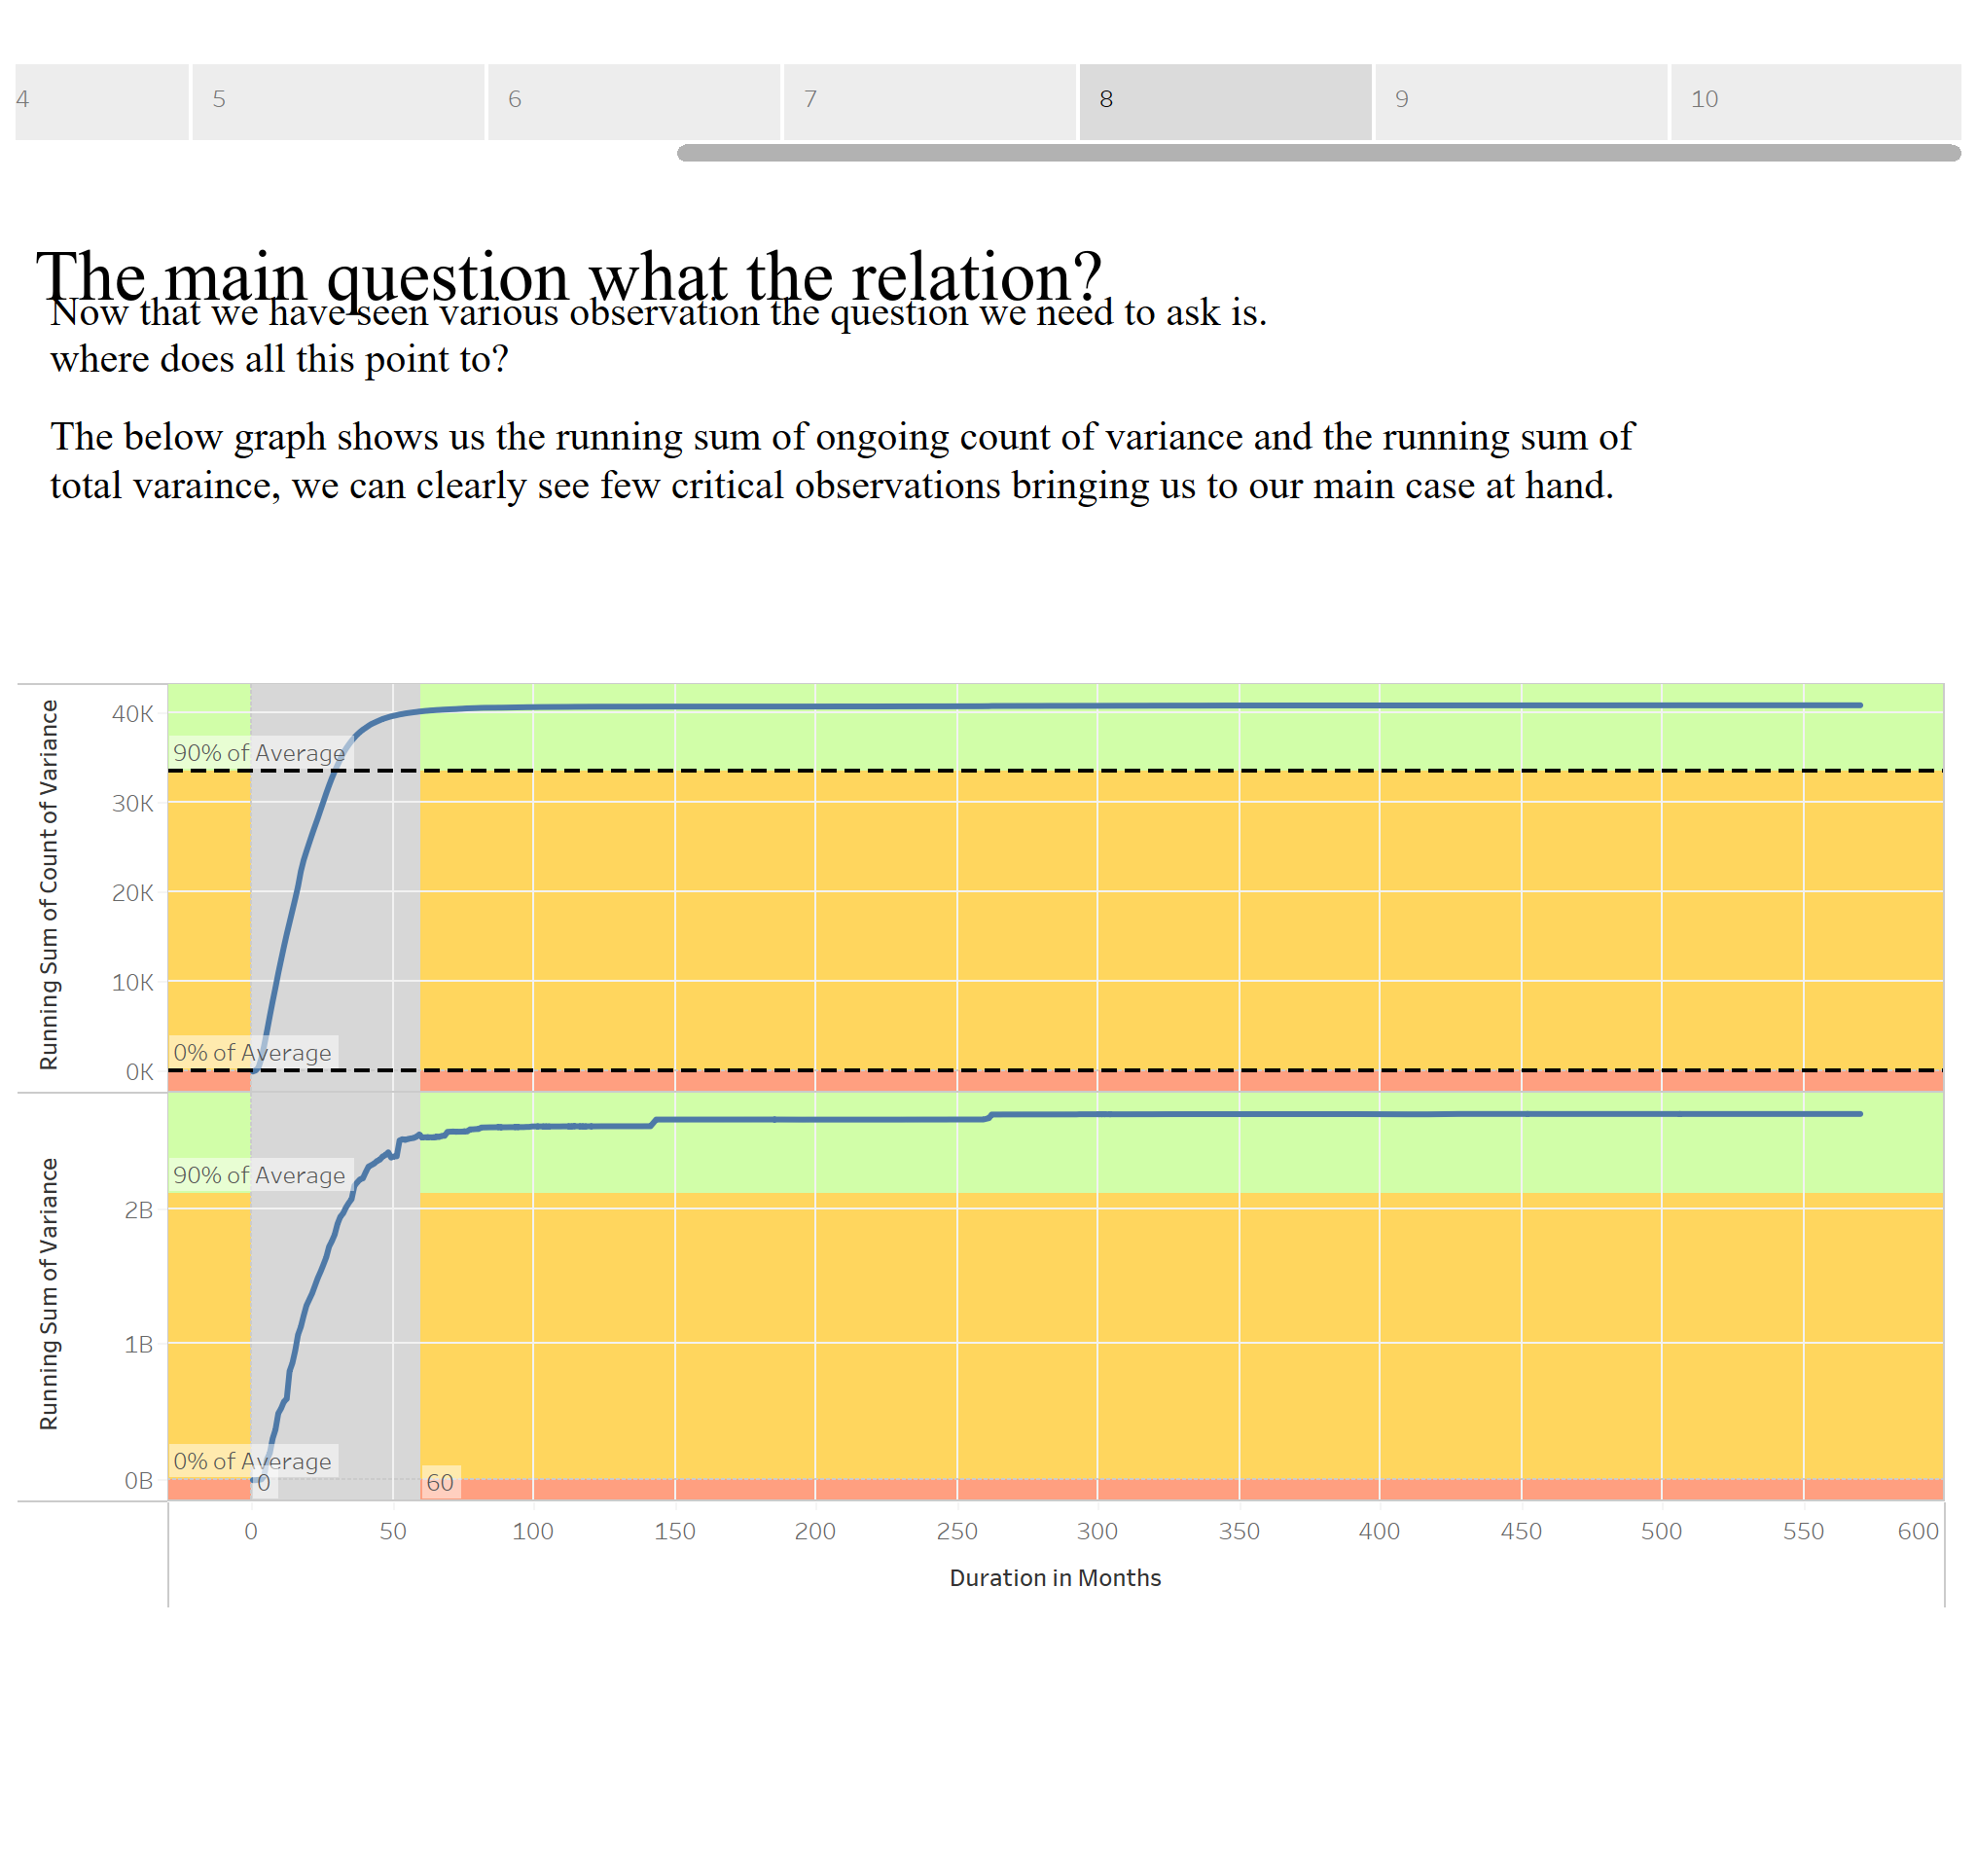 4 5 6 7 8 9 10
The main question what the relation?
Now that we have seen various observation the question we need to ask is.
where does all this point to?
The below graph shows us the running sum of ongoing count of variance and the running sum of
total varaince, we can clearly see few critical observations bringing us to our main case at hand.
Running Sum of Count of Variance
40K
90% of Average
30K
20K
10K
0% of Average
0K
Running Sum of Variance
90% of Average
2B
1B
0% of Average
0B
0 60
0 50 100 150 200 250 300 350 400 450 500 550 600
Duration in Months